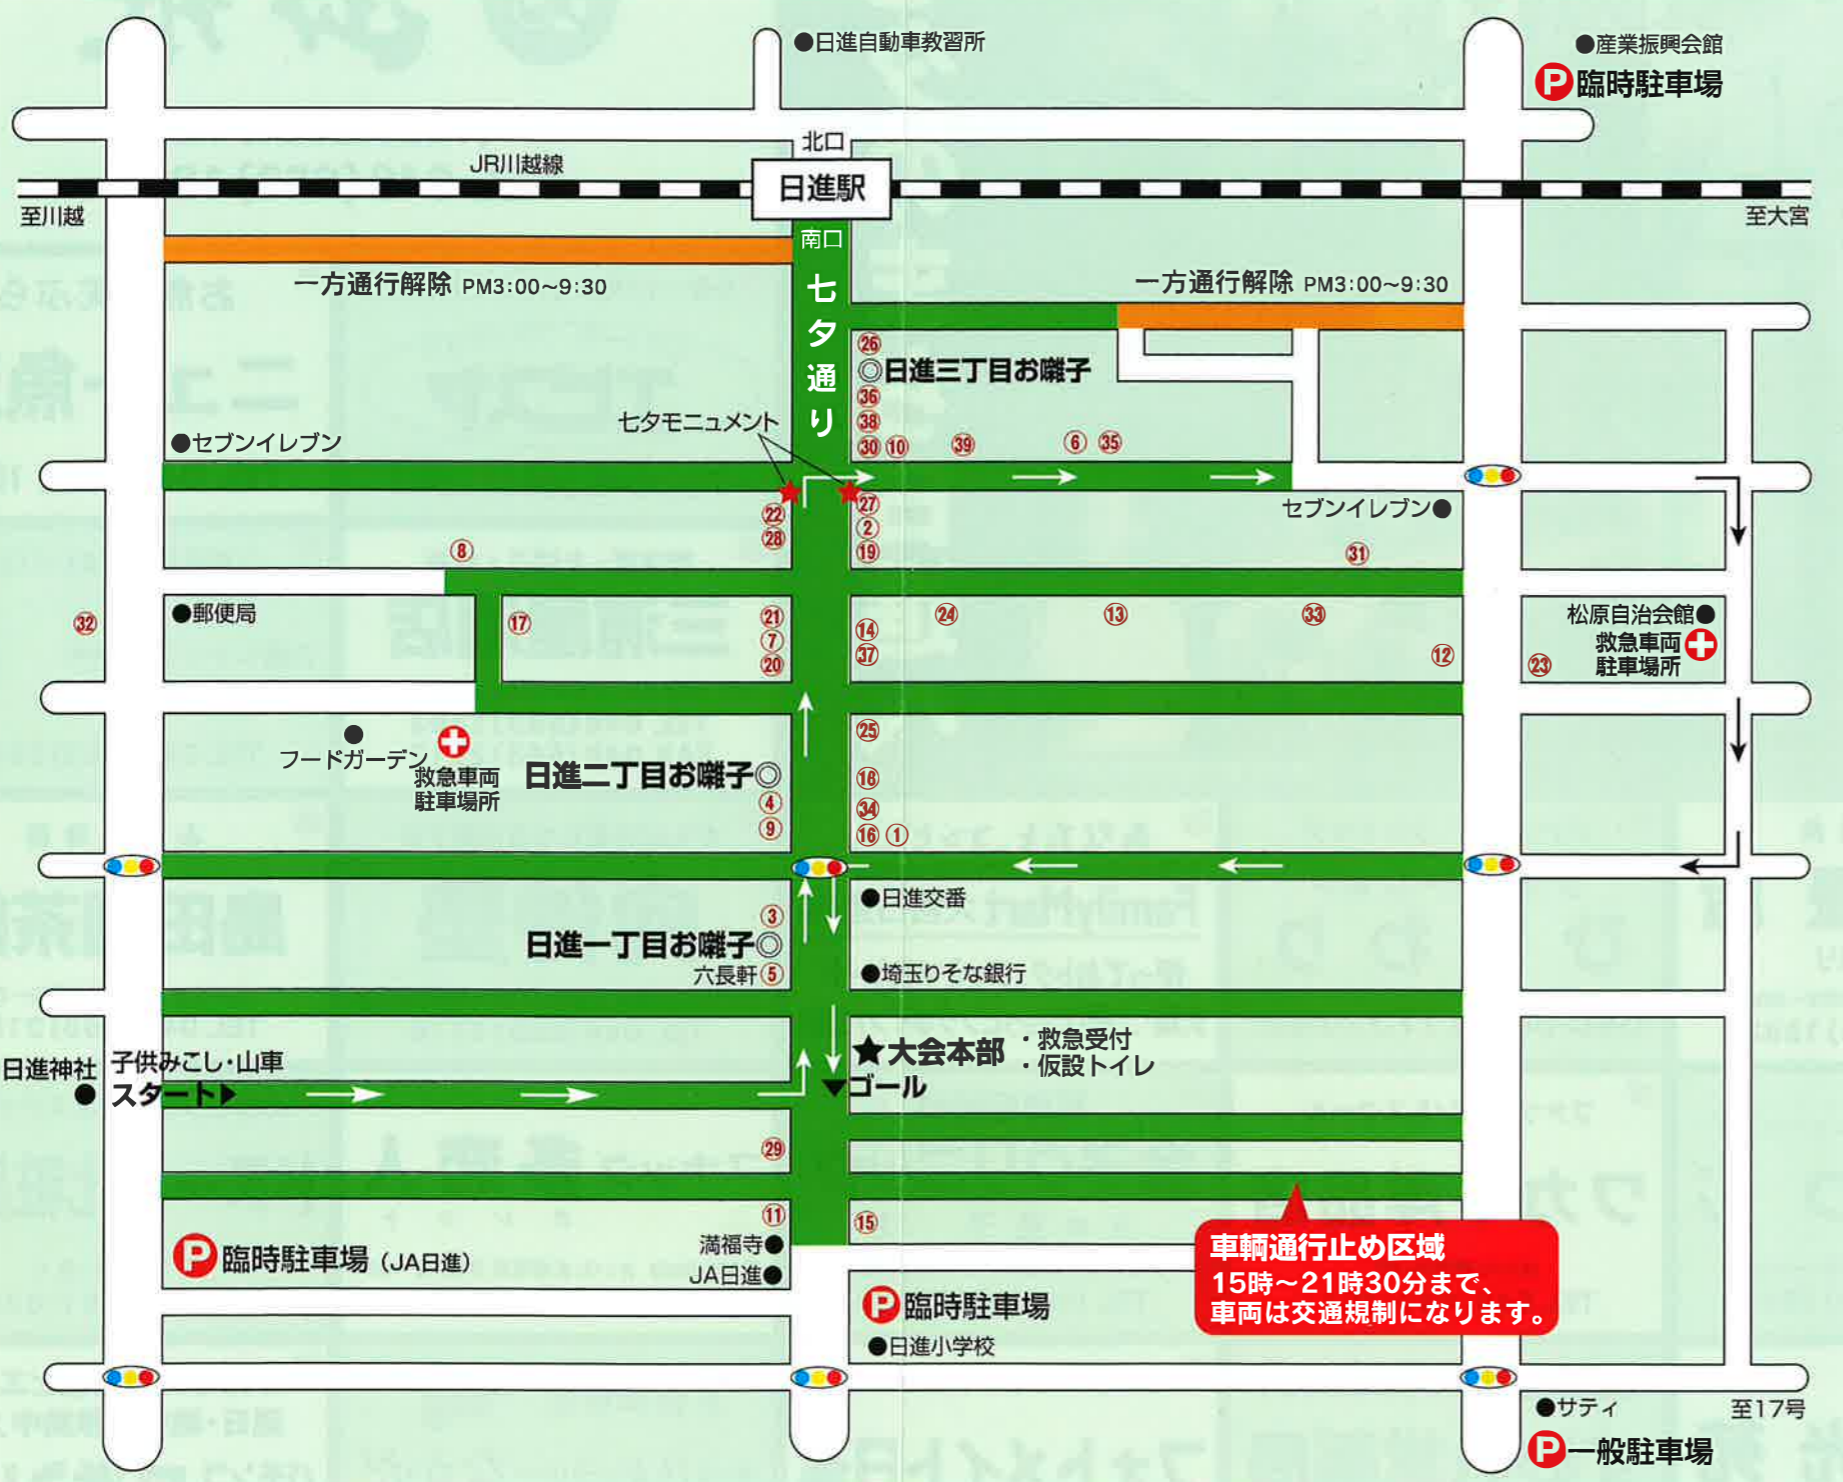 ●日進自動車教習所
●産業振興会館
P臨時駐車場
北口
JR川越線
日進駅
至川越
至大宮
南口
七夕通り
一方通行解除 PM3:00～9:30
一方通行解除 PM3:00～9:30
㉖
◎日進三丁目お囃子
㊱
㊳
㉚ ⑩ ㊴ ⑥ ㉟
七夕モニュメント
●セブンイレブン
㉒
㉘
㉗
②
⑲
セブンイレブン●
⑧
㉛
㉜
●郵便局
⑰
㉑
⑦
⑳
⑭
㊲
㉔
⑬
㉝
⑫
㉓
松原自治会館●
救急車両
駐車場所
●
フードガーデン
救急車両
駐車場所
日進二丁目お囃子◎
④
⑨
㉕
⑱
㉞
⑯ ①
●日進交番
③
日進一丁目お囃子◎
六長軒⑤
●埼玉りそな銀行
日進神社
●
子供みこし・山車
スタート▶
★大会本部
・救急受付
・仮設トイレ
▼ゴール
㉙
⑪
⑮
満福寺●
JA日進●
P臨時駐車場（JA日進）
車輌通行止め区域
15時～21時30分まで、
車両は交通規制になります。
P臨時駐車場
●日進小学校
●サティ
至17号
P一般駐車場